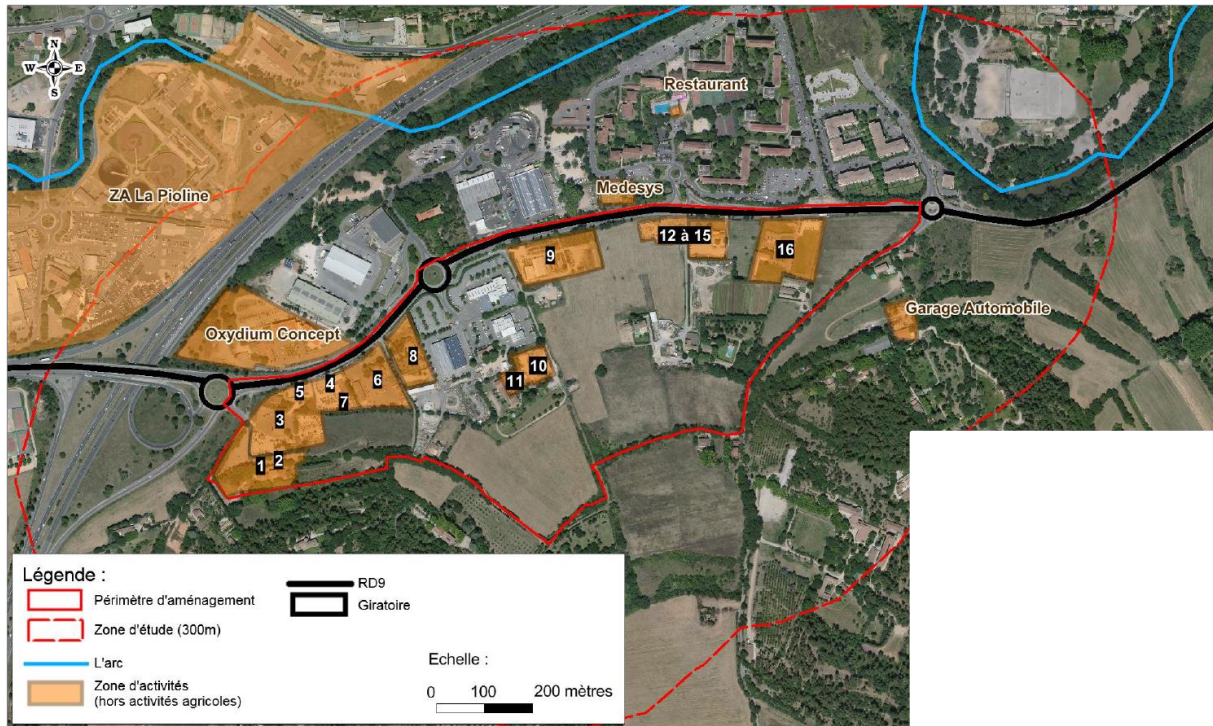 N
W E
S
Restaurant
ZA La Pioline
Medesys
12 à 15
9
16
Oxydium Concept
Garage Automobile
8
10
4
6
11
5
7
3
2
1
Légende :
Périmètre d'aménagement
Zone d'étude (300m)
L'arc
Zone d'activités
(hors activités agricoles)
RD9
Giratoire
Echelle :
0 100 200 mètres